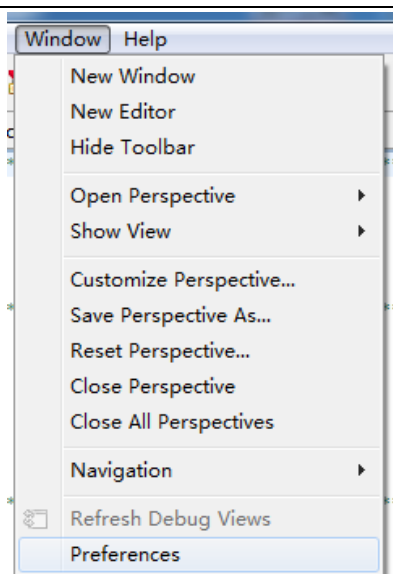 Window Help
New Window
New Editor
Hide Toolbar
Open Perspective
Show View
Customize Perspective...
Save Perspective As...
Reset Perspective...
Close Perspective
Close All Perspectives
Navigation
Refresh Debug Views
Preferences